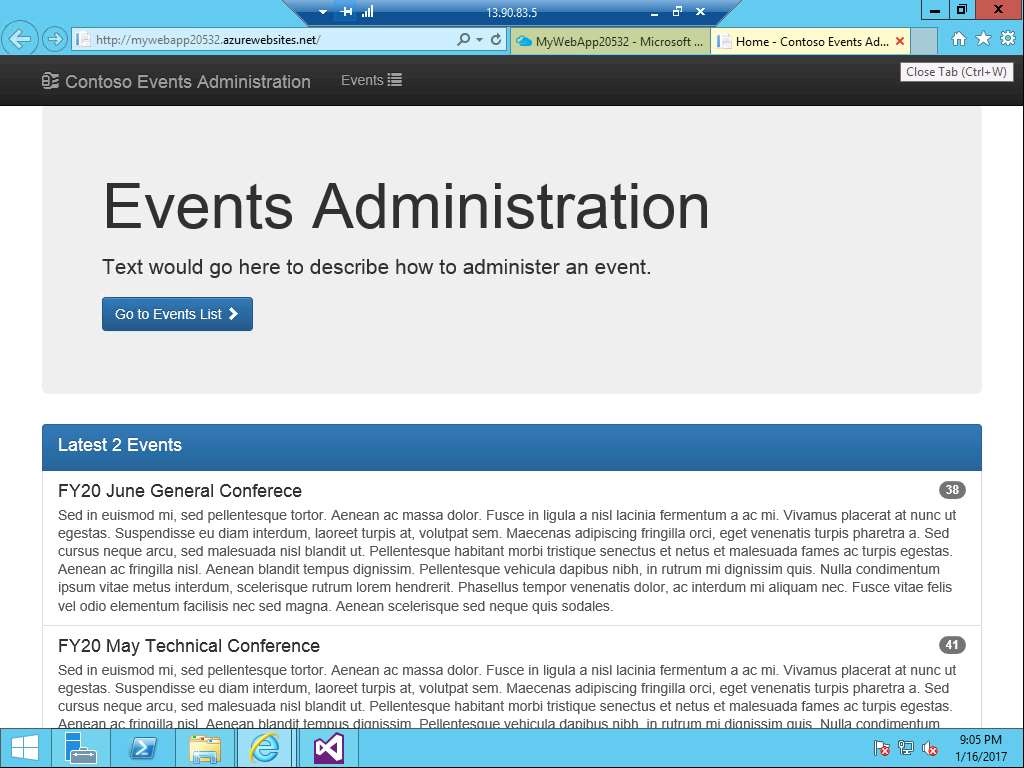 13.90.83.5
http://mywebapp20532.azurewebsites.net/
MyWebApp20532 - Microsoft ...
Home - Contoso Events Ad...
Contoso Events Administration
Events
Close Tab (Ctrl+W)
Events Administration
Text would go here to describe how to administer an event.
Go to Events List
Latest 2 Events
FY20 June General Conferece
38
Sed in euismod mi, sed pellentesque tortor. Aenean ac massa dolor. Fusce in ligula a nisl lacinia fermentum a ac mi. Vivamus placerat at nunc ut
egestas. Suspendisse eu diam interdum, laoreet turpis at, volutpat sem. Maecenas adipiscing fringilla orci, eget venenatis turpis pharetra a. Sed
cursus neque arcu, sed malesuada nisl blandit ut. Pellentesque habitant morbi tristique senectus et netus et malesuada fames ac turpis egestas.
Aenean ac fringilla nisl. Aenean blandit tempus dignissim. Pellentesque vehicula dapibus nibh, in rutrum mi dignissim quis. Nulla condimentum
ipsum vitae metus interdum, scelerisque rutrum lorem hendrerit. Phasellus tempor venenatis dolor, ac interdum mi aliquam nec. Fusce vitae felis
vel odio elementum facilisis nec sed magna. Aenean scelerisque sed neque quis sodales.
FY20 May Technical Conference
41
Sed in euismod mi, sed pellentesque tortor. Aenean ac massa dolor. Fusce in ligula a nisl lacinia fermentum a ac mi. Vivamus placerat at nunc ut
egestas. Suspendisse eu diam interdum, laoreet turpis at, volutpat sem. Maecenas adipiscing fringilla orci, eget venenatis turpis pharetra a. Sed
cursus neque arcu, sed malesuada nisl blandit ut. Pellentesque habitant morbi tristique senectus et netus et malesuada fames ac turpis egestas.
Aenean ac fringilla nisl. Aenean blandit tempus dignissim. Pellentesque vehicula dapibus nibh, in rutrum mi dignissim quis. Nulla condimentum
9:05 PM
1/16/2017